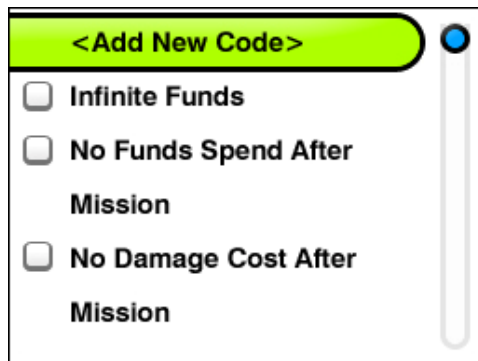 <Add New Code>
Infinite Funds
No Funds Spend After
Mission
No Damage Cost After
Mission